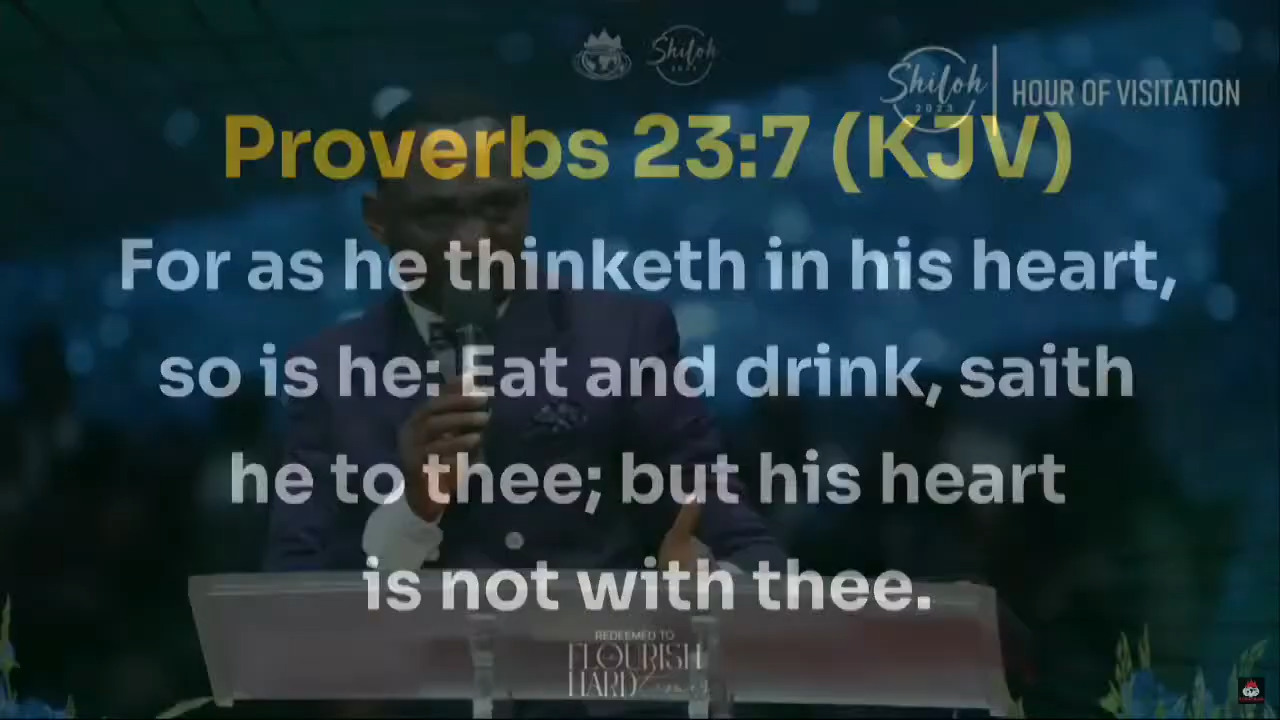 Shiloh
2023
Shiloh
2023
HOUR OF VISITATION
Proverbs 23:7 (KJV)
For as he thinketh in his heart,
so is he: Eat and drink, saith
he to thee; but his heart
is not with thee.
REDEEMED TO
FLOURISH
HARD